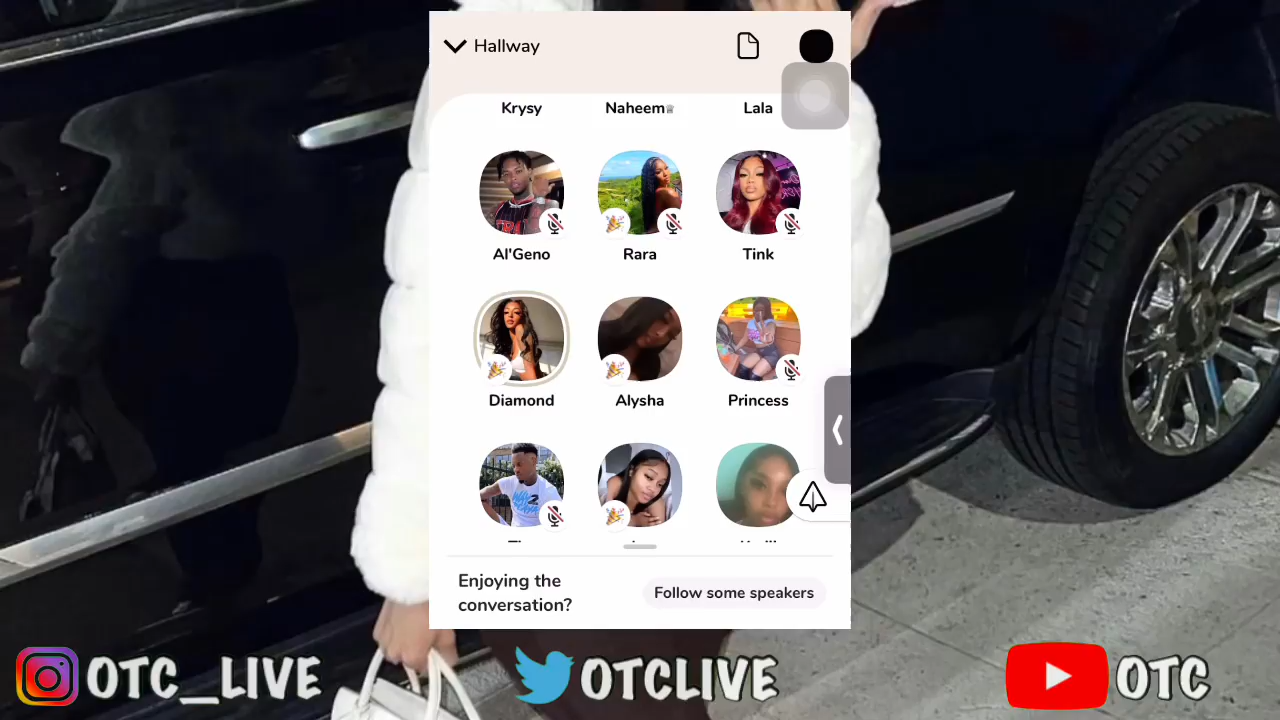 Hallway
Krysy Naheem♕ Lala
Al'Geno Rara Tink
Diamond Alysha Princess
Enjoying the
conversation?
Follow some speakers
OTC_LIVE OTCLIVE OTC